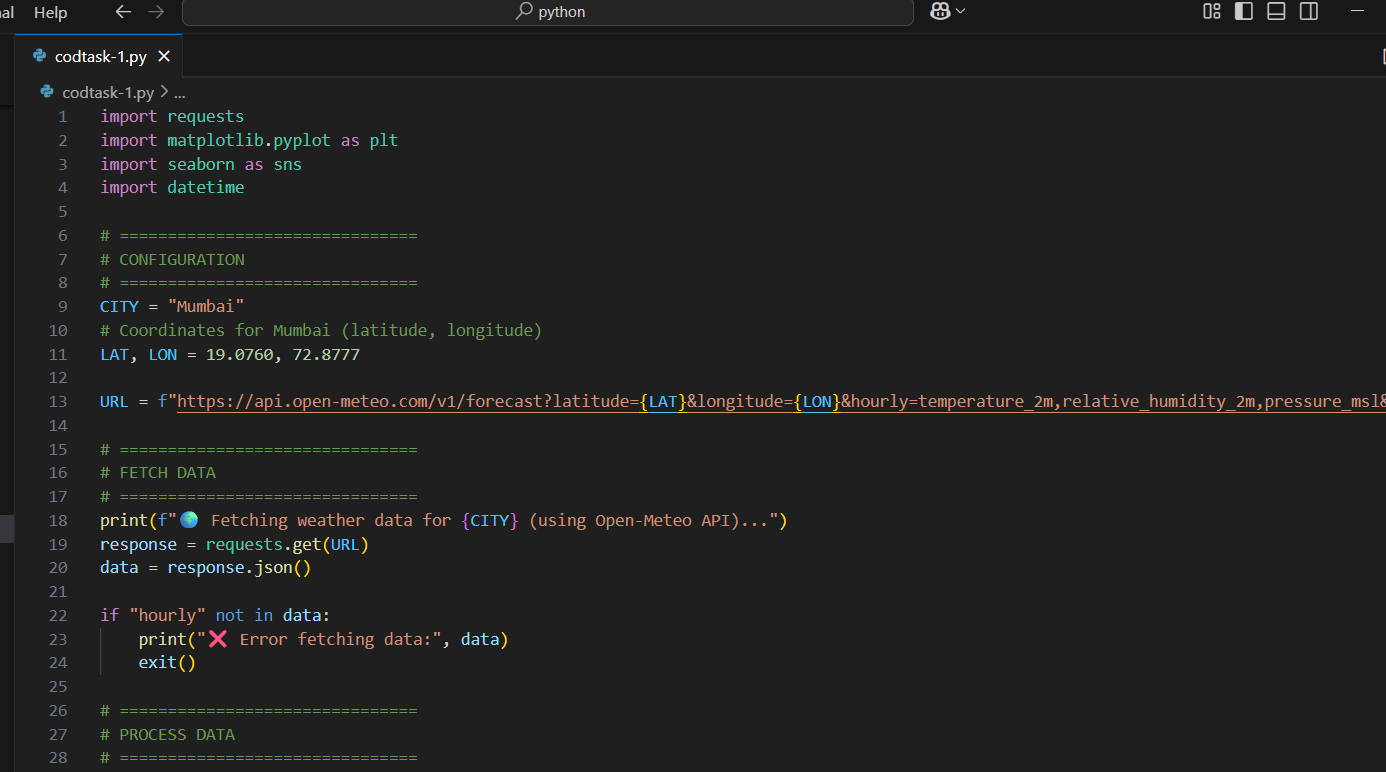 Help python
codtask-1.py
codtask-1.py > ...
1 import requests
2 import matplotlib.pyplot as plt
3 import seaborn as sns
4 import datetime
5
6 # ===============================
7 # CONFIGURATION
8 # ===============================
9 CITY = "Mumbai"
10 # Coordinates for Mumbai (latitude, longitude)
11 LAT, LON = 19.0760, 72.8777
12
13 URL = f"https://api.open-meteo.com/v1/forecast?latitude={LAT}&longitude={LON}&hourly=temperature_2m,relative_humidity_2m,pressure_msl&
14
15 # ===============================
16 # FETCH DATA
17 # ===============================
18 print(f"🌍 Fetching weather data for {CITY} (using Open-Meteo API)...")
19 response = requests.get(URL)
20 data = response.json()
21
22 if "hourly" not in data:
23     print("❌ Error fetching data:", data)
24     exit()
25
26 # ===============================
27 # PROCESS DATA
28 # ===============================